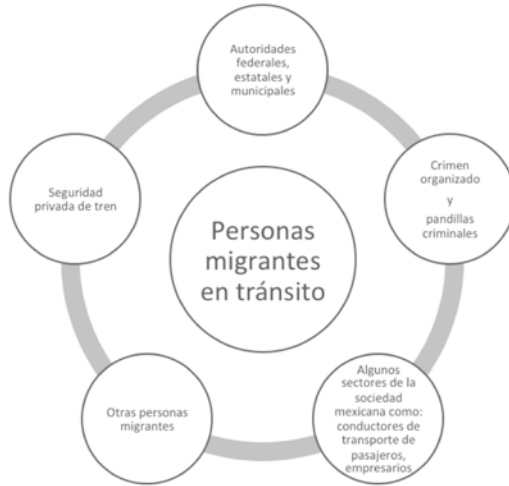 Autoridades
federales,
estatales y
municipales
Crimen
organizado
y
pandillas
criminales
Seguridad
privada de tren
Personas
migrantes
en tránsito
Otras personas
migrantes
Algunos
sectores de la
sociedad
mexicana como:
conductores de
transporte de
pasajeros,
empresarios